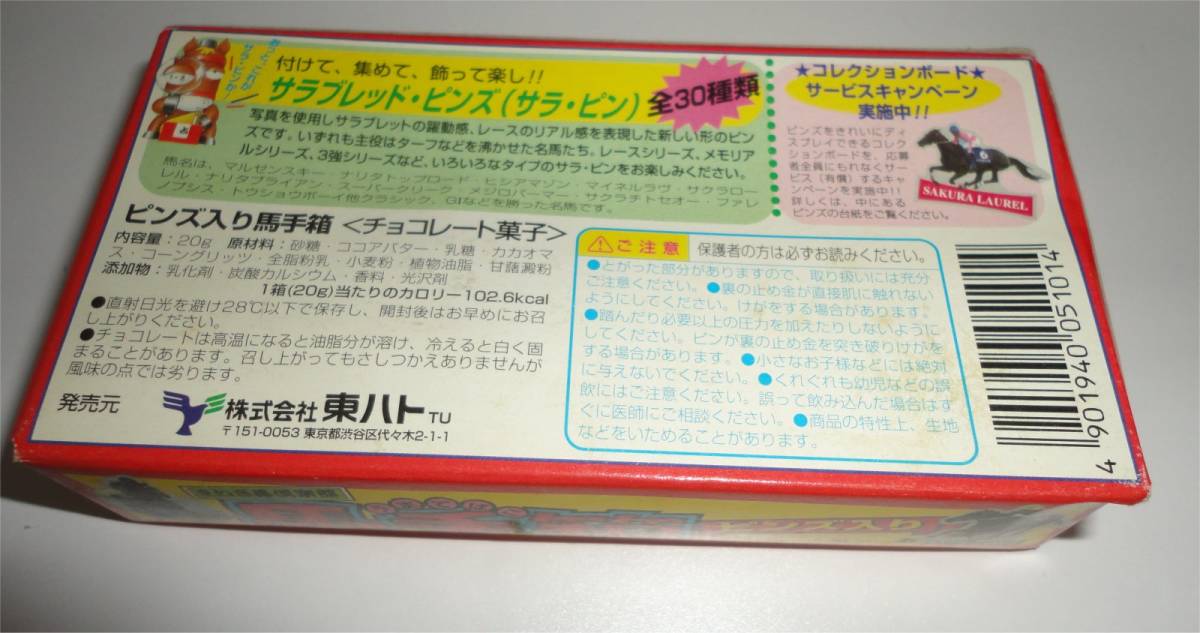 おっと、これが
サラ・ピンか!
付けて、集めて、飾って楽し!!
サラブレッド・ピンズ(サラ・ピン)
全30種類
写真を使用しサラブレットの躍動感、レースのリアル感を表現した新しい形のピン
ズです。いずれも主役はターフなどを沸かせた名馬たち。レースシリーズ、メモリア
ルシリーズ、3強シリーズなど、いろいろなタイプのサラ・ピンをお楽しみください。
馬名は、マルゼンスキー・ナリタトップロード・ヒシアマゾン・マイネルラヴ・サクラロー
レル・ナリタブライアン・スーパークリーク・メジロパーマー・サクラチトセオー・ファレ
ノプシス・トウショウボーイ他クラシック、GIなどを勝った名馬です。
★コレクションボード★
サービスキャンペーン
実施中!!
ピンズをきれいにディ
スプレイできるコレク
ションボードを、応募
者全員にもれなくサー
ビス(有償)するキャ
ンペーンを実施中!!
詳しくは、中にある
ピンズの台紙をご覧ください。
SAKURA LAUREL
ピンズ入り馬手箱 <チョコレート菓子>
内容量:20g 原材料:砂糖・ココアバター・乳糖・カカオマ
ス・コーングリッツ・全脂粉乳・小麦粉・植物油脂・甘藷澱粉
添加物:乳化剤・炭酸カルシウム・香料・光沢剤
1箱(20g)当たりのカロリー102.6kcal
●直射日光を避け28℃以下で保存し、開封後はお早めにお召
し上がりください。
●チョコレートは高温になると油脂分が溶け、冷えると白く固
まることがあります。召し上がってもさしつかえありませんが
風味の点では劣ります。
発売元
株式会社 東ハト TU
〒151-0053 東京都渋谷区代々木2-1-1
ご注意 保護者の方は必ずお読みください。
●とがった部分がありますので、取り扱いには充分
ご注意ください。●裏の止め金が直接肌に触れない
ようにしてください。けがをする場合があります。
●踏んだり必要以上の圧力を加えたりしないように
してください。ピンが裏の止め金を突き破りけがを
する場合があります。●小さなお子様などには絶対
に与えないでください。●くれぐれも幼児などの誤
飲にはご注意ください。誤って飲み込んだ場合はす
ぐに医師にご相談ください。●商品の特性上、生地
などをいためることがあります。
4 901940 051014
ピンズ入り